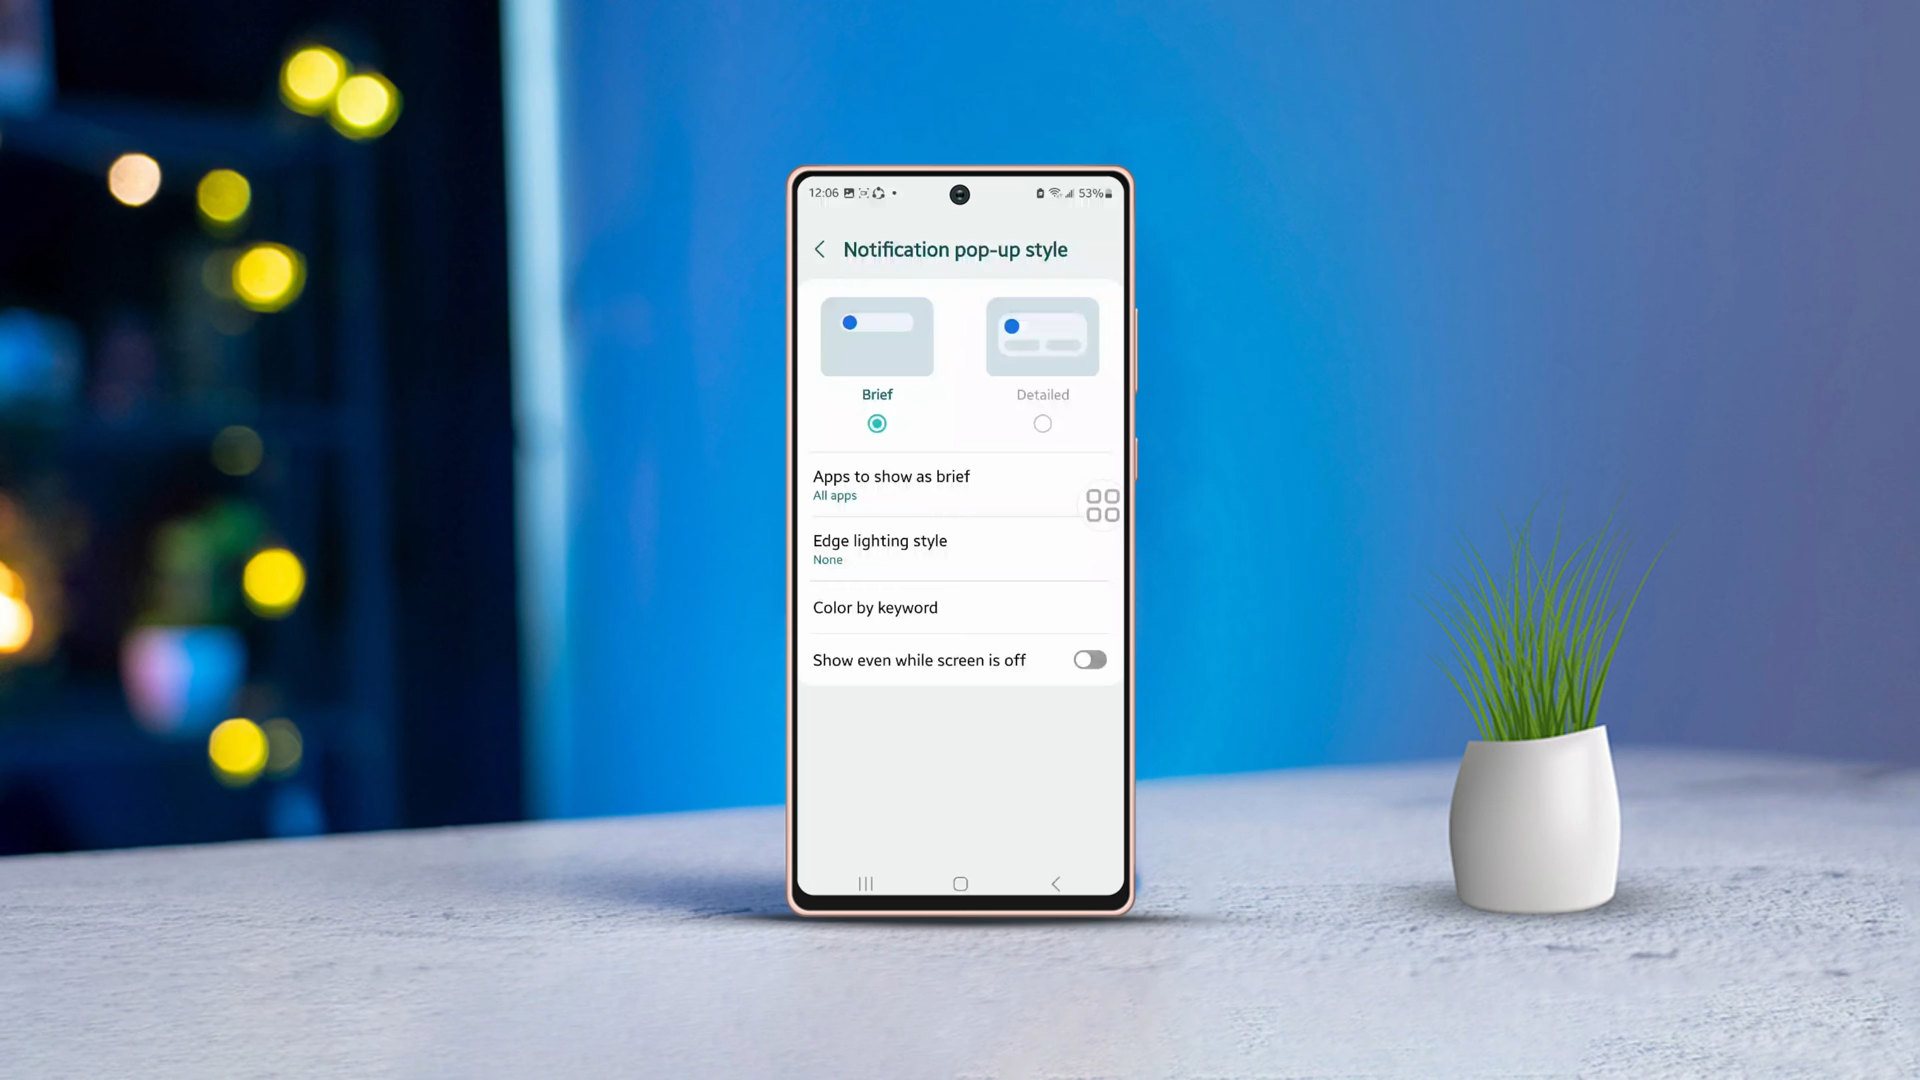 12:06
53%
Notification pop-up style
Brief
Detailed
Apps to show as brief
All apps
Edge lighting style
None
Color by keyword
Show even while screen is off